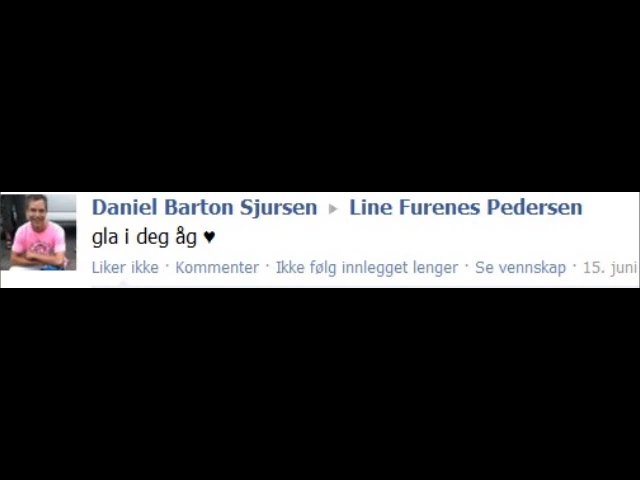 Daniel Barton Sjursen ▸ Line Furenes Pedersen
gla i deg åg ♥
Liker ikke · Kommenter · Ikke følg innlegget lenger · Se vennskap · 15. juni